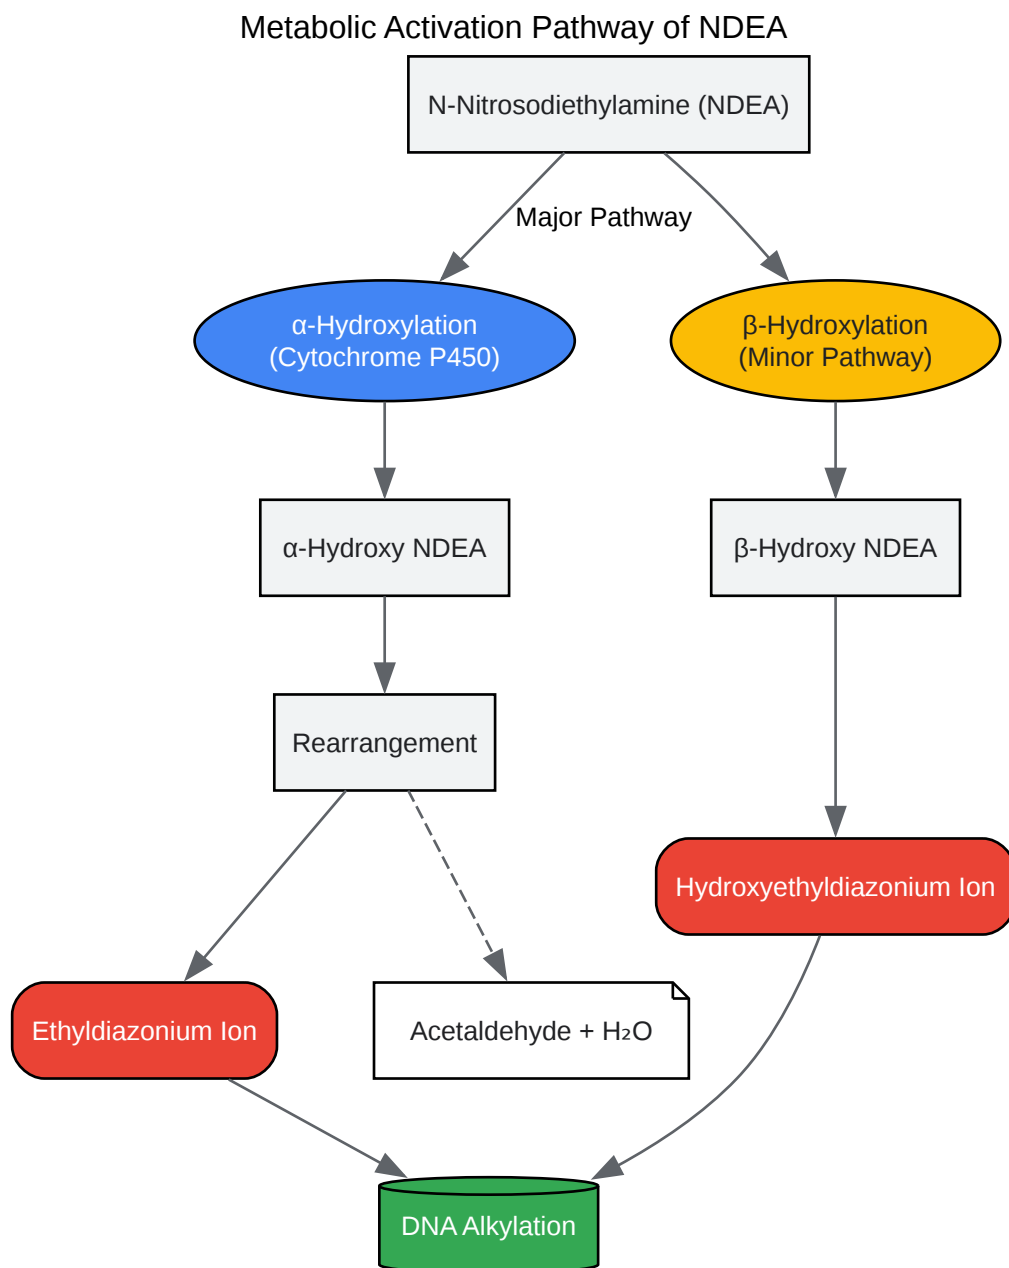 Metabolic Activation Pathway of NDEA
N-Nitrosodiethylamine (NDEA)
Major Pathway
α-Hydroxylation
(Cytochrome P450)
β-Hydroxylation
(Minor Pathway)
α-Hydroxy NDEA
β-Hydroxy NDEA
Rearrangement
Hydroxyethyldiazonium Ion
Ethyldiazonium Ion
Acetaldehyde + H₂O
DNA Alkylation